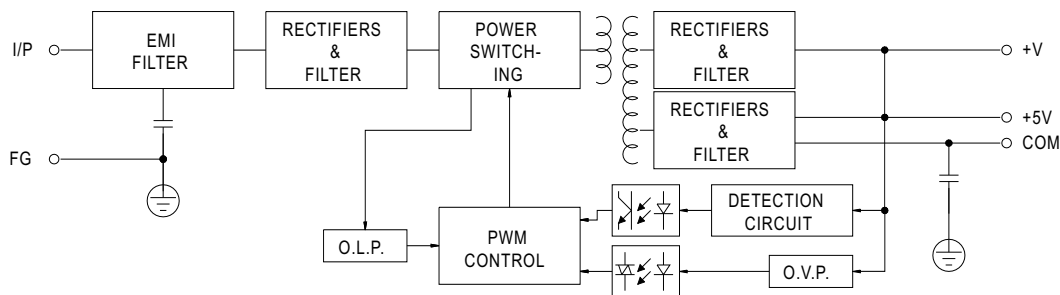 I/P
EMI
FILTER
RECTIFIERS
&
FILTER
POWER
SWITCH-
ING
RECTIFIERS
&
FILTER
+V
RECTIFIERS
&
FILTER
+5V
COM
FG
O.L.P.
PWM
CONTROL
DETECTION
CIRCUIT
O.V.P.